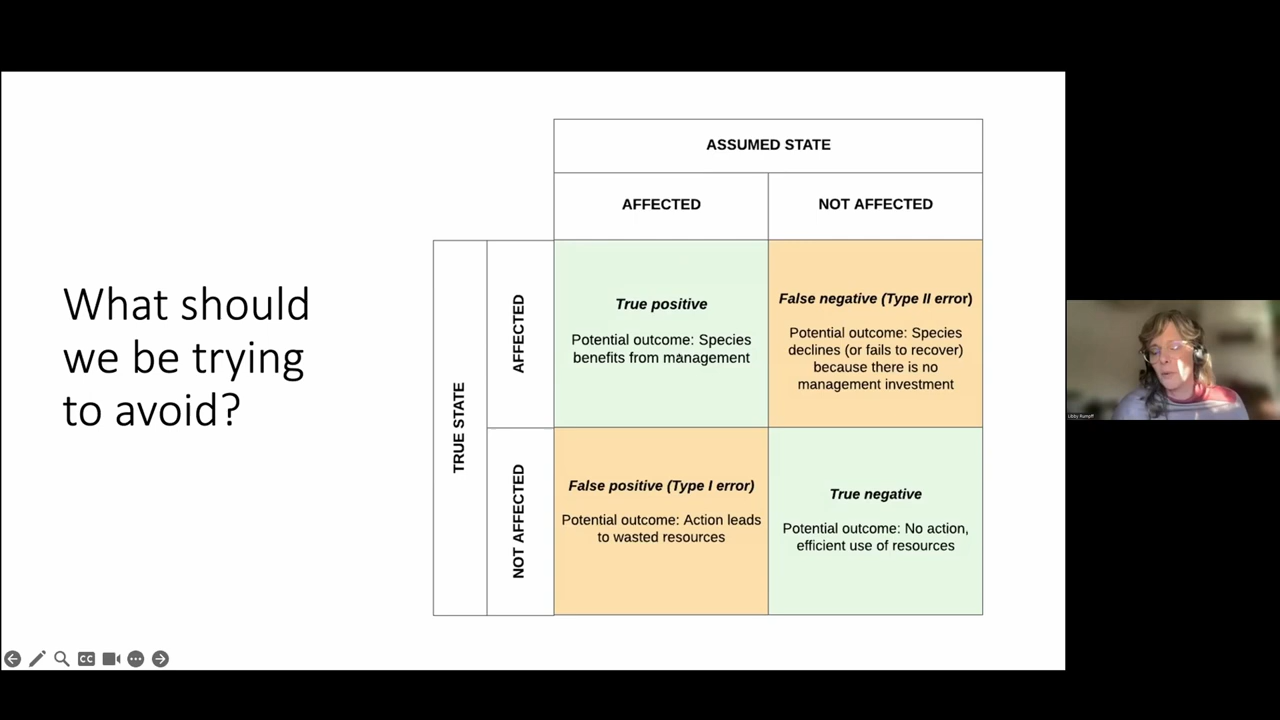 What should
we be trying
to avoid?
ASSUMED STATE
AFFECTED
NOT AFFECTED
TRUE STATE
AFFECTED
True positive
Potential outcome: Species
benefits from management
False negative (Type II error)
Potential outcome: Species
declines (or fails to recover)
because there is no
management investment
NOT AFFECTED
False positive (Type I error)
Potential outcome: Action leads
to wasted resources
True negative
Potential outcome: No action,
efficient use of resources
CC
Libby Rumpff